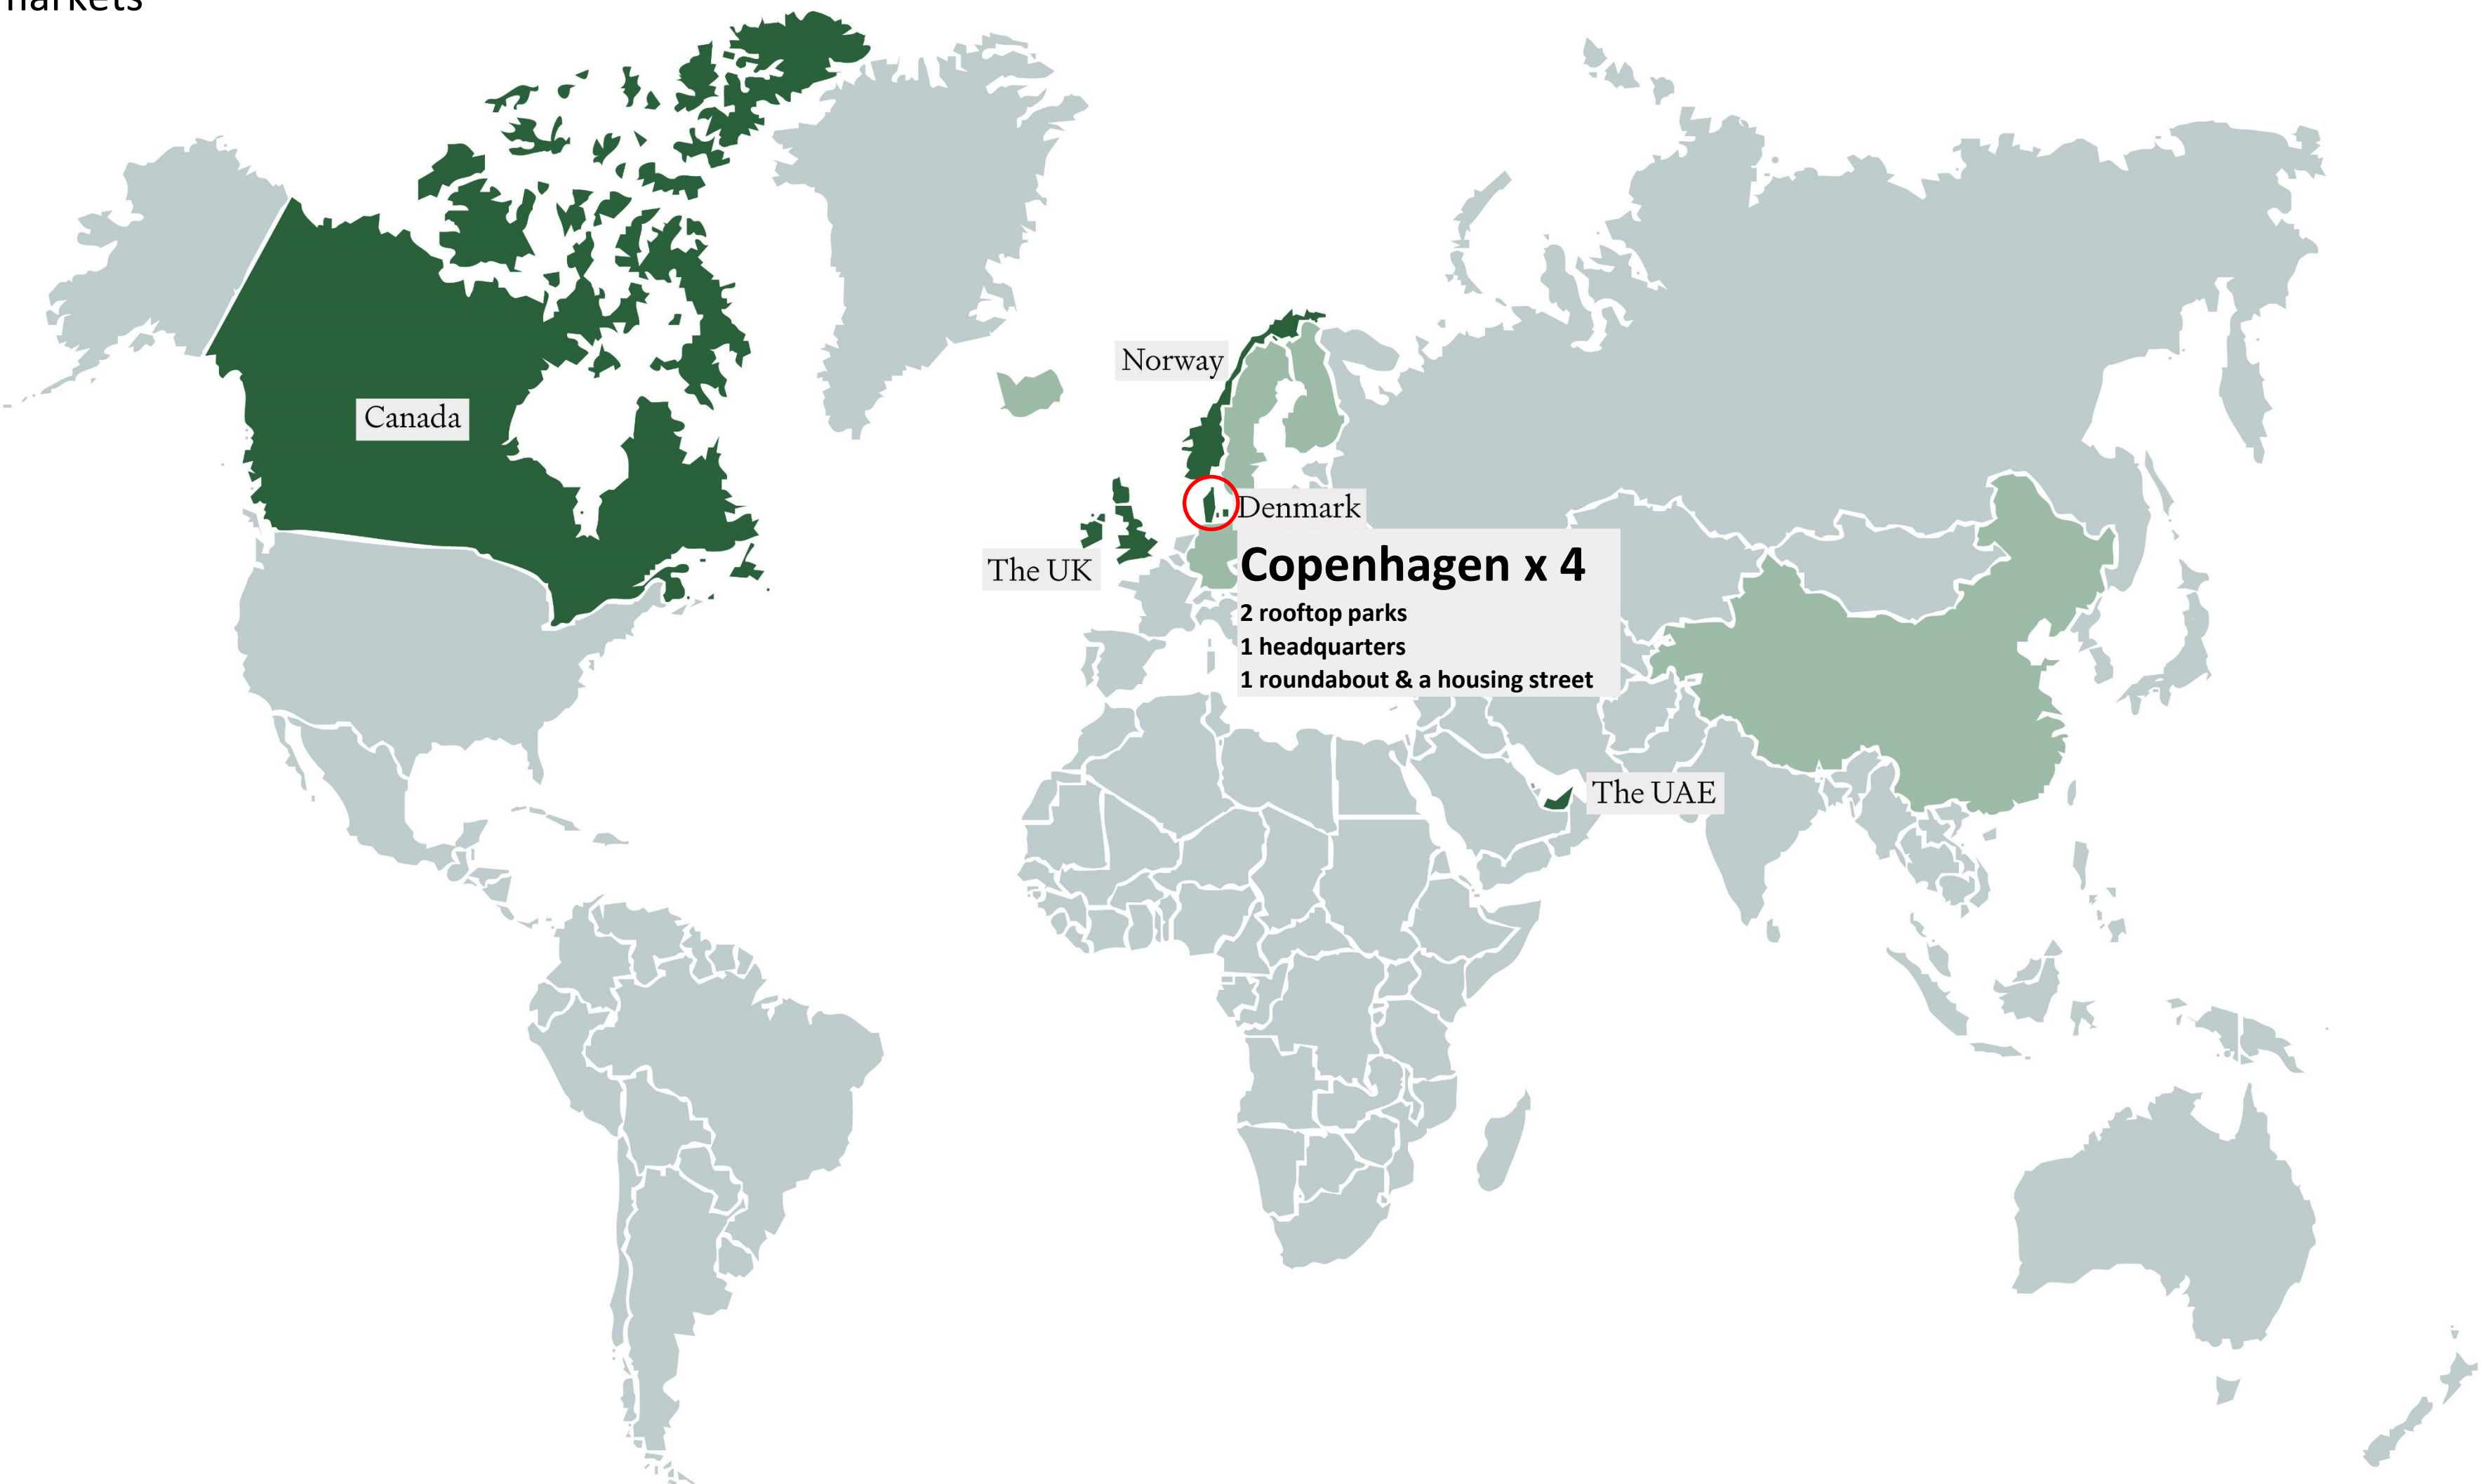 Norway
Canada
Denmark
The UK
Copenhagen x 4
2 rooftop parks
1 headquarters
1 roundabout & a housing street
The UAE